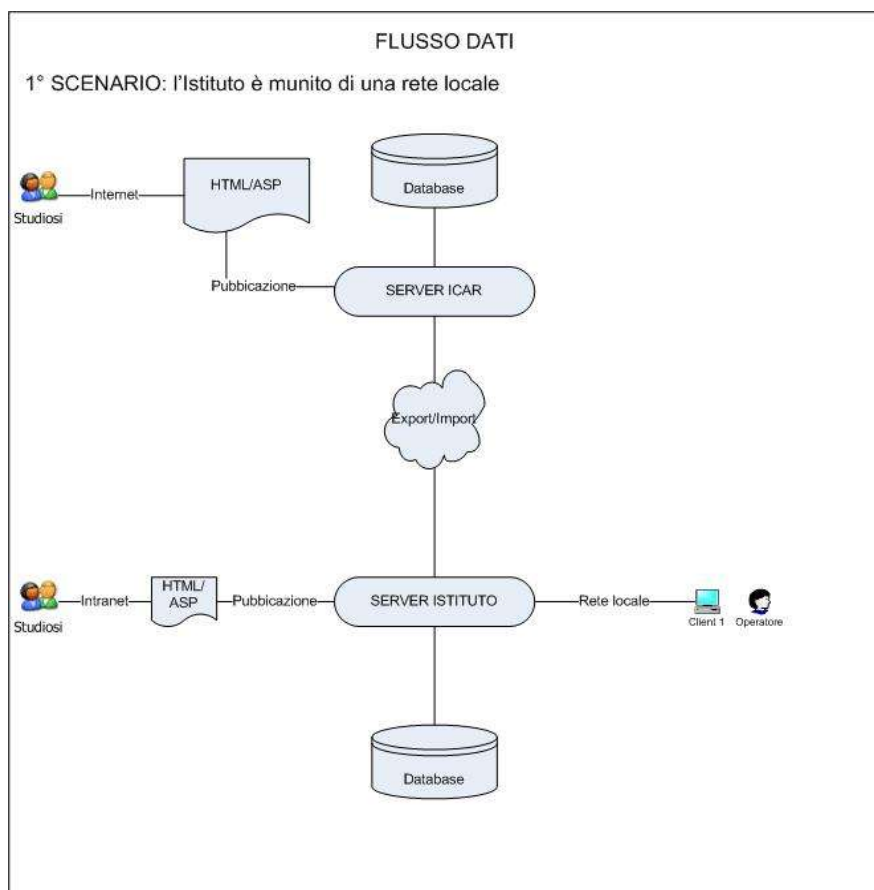 FLUSSO DATI
1° SCENARIO: l'Istituto è munito di una rete locale
Database
HTML/ASP
Internet
Studiosi
Pubbicazione
SERVER ICAR
Export/Import
Studiosi
Intranet
HTML/
ASP
Pubbicazione
SERVER ISTITUTO
Rete locale
Client 1
Operatore
Database